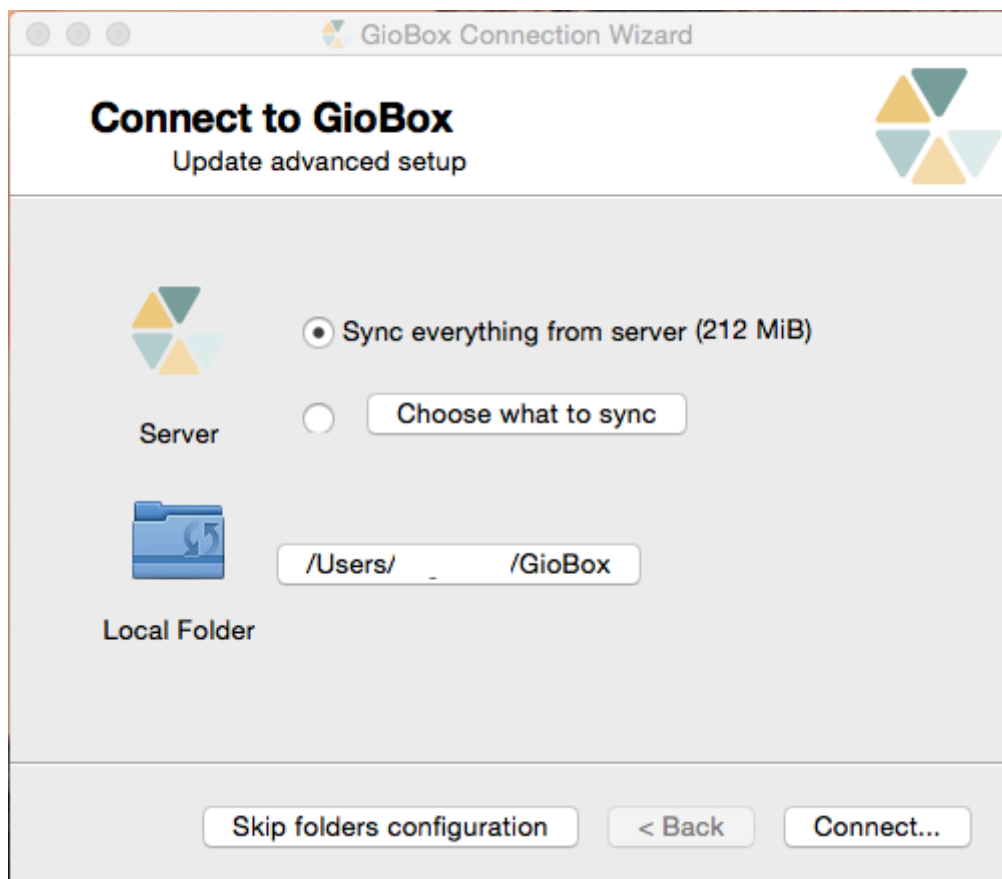 GioBox Connection Wizard
Connect to GioBox
Update advanced setup
Sync everything from server (212 MiB)
Choose what to sync
Server
/Users/ _ /GioBox
Local Folder
Skip folders configuration
< Back
Connect...